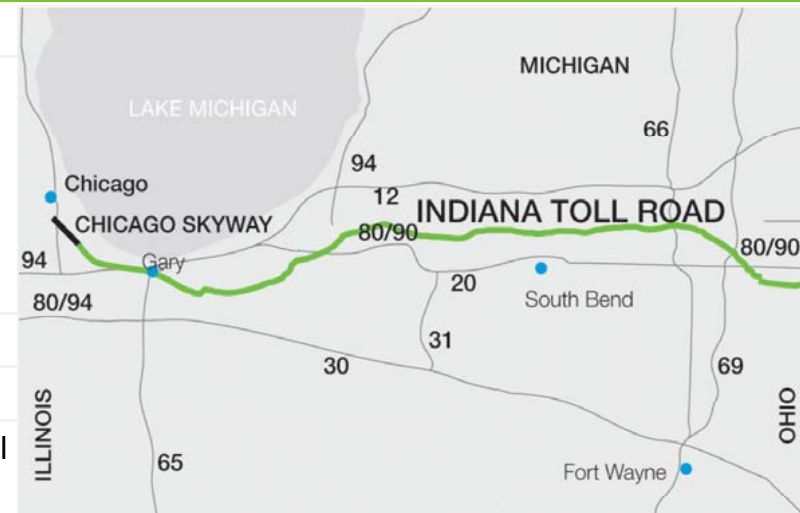 MICHIGAN
LAKE MICHIGAN
66
94
Chicago
12
INDIANA TOLL ROAD
CHICAGO SKYWAY
80/90
80/90
94
Gary
20
South Bend
80/94
31
30
69
ILLINOIS
OHIO
l
65
Fort Wayne